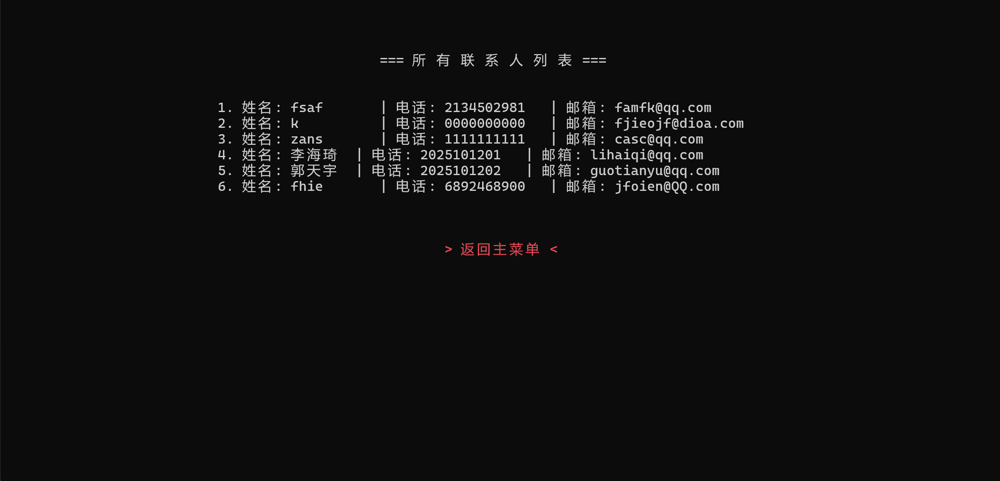 === 所 有 联 系 人 列 表 ===
1. 姓名: fsaf | 电话: 2134502981 | 邮箱: famfk@qq.com
2. 姓名: k | 电话: 0000000000 | 邮箱: fjieojf@dioa.com
3. 姓名: zans | 电话: 1111111111 | 邮箱: casc@qq.com
4. 姓名: 李海琦 | 电话: 2025101201 | 邮箱: lihaiqi@qq.com
5. 姓名: 郭天宇 | 电话: 2025101202 | 邮箱: guotianyu@qq.com
6. 姓名: fhie | 电话: 6892468900 | 邮箱: jfoien@QQ.com
> 返回主菜单 <